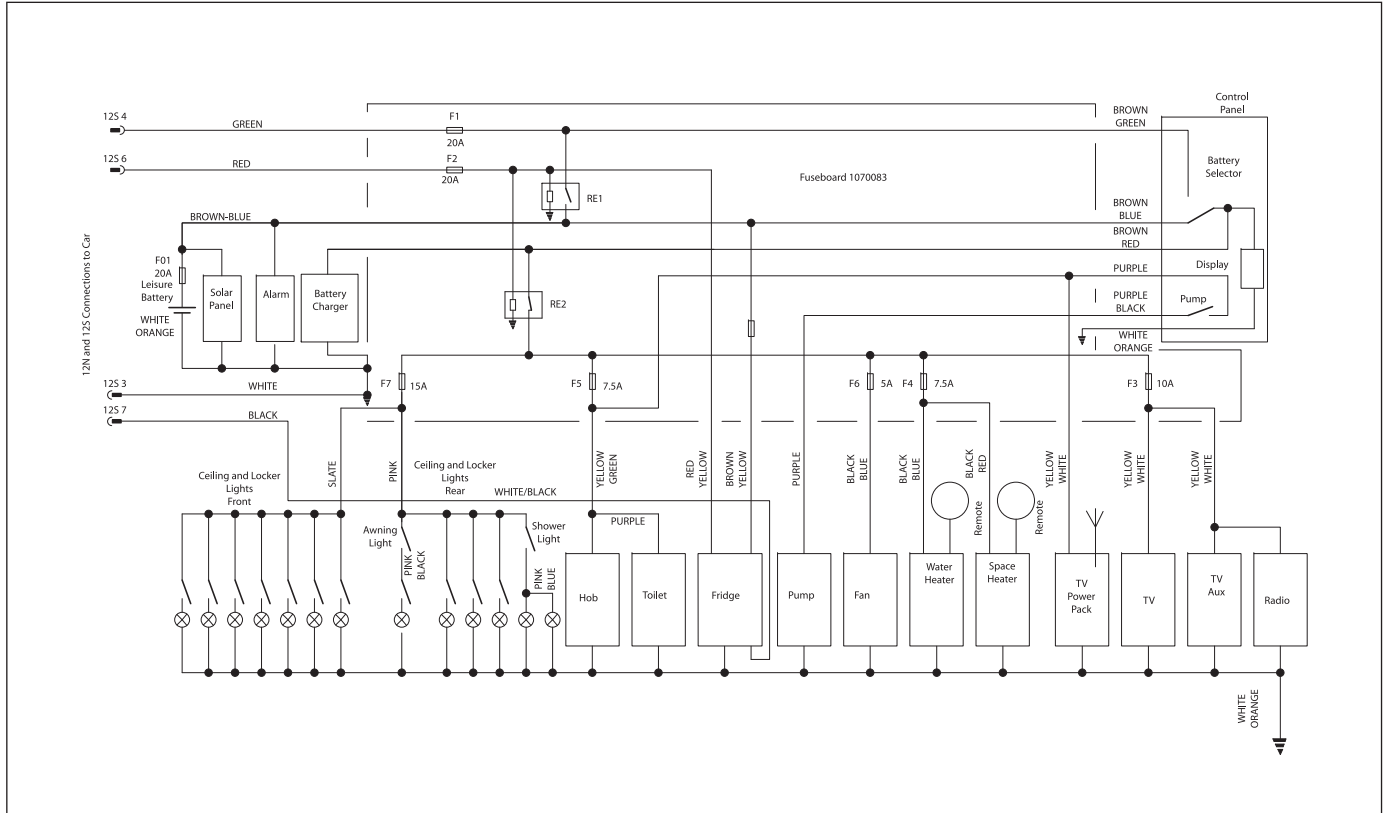 12S 4
GREEN
F1
20A
BROWN
GREEN
Control
Panel
12S 6
RED
F2
20A
Fuseboard 1070083
Battery
Selector
RE1
BROWN-BLUE
BROWN
BLUE
BROWN
RED
12N and 12S Connections to Car
F01
20A
Leisure
Battery
WHITE
ORANGE
Solar
Panel
Alarm
Battery
Charger
RE2
PURPLE
Display
PURPLE
BLACK
Pump
WHITE
ORANGE
12S 3
WHITE
12S 7
BLACK
F7
15A
F5
7.5A
F6
5A
F4
7.5A
F3
10A
SLATE
PINK
Ceiling and Locker
Lights
Front
Ceiling and Locker
Lights
Rear
WHITE/BLACK
YELLOW
GREEN
RED
YELLOW
BROWN
YELLOW
PURPLE
BLACK
BLUE
BLACK
BLUE
BLACK
RED
YELLOW
WHITE
YELLOW
WHITE
YELLOW
WHITE
Remote
Remote
Awning
Light
PINK
BLACK
Shower
Light
PINK
BLUE
PURPLE
Hob
Toilet
Fridge
Pump
Fan
Water
Heater
Space
Heater
TV
Power
Pack
TV
TV
Aux
Radio
WHITE
ORANGE